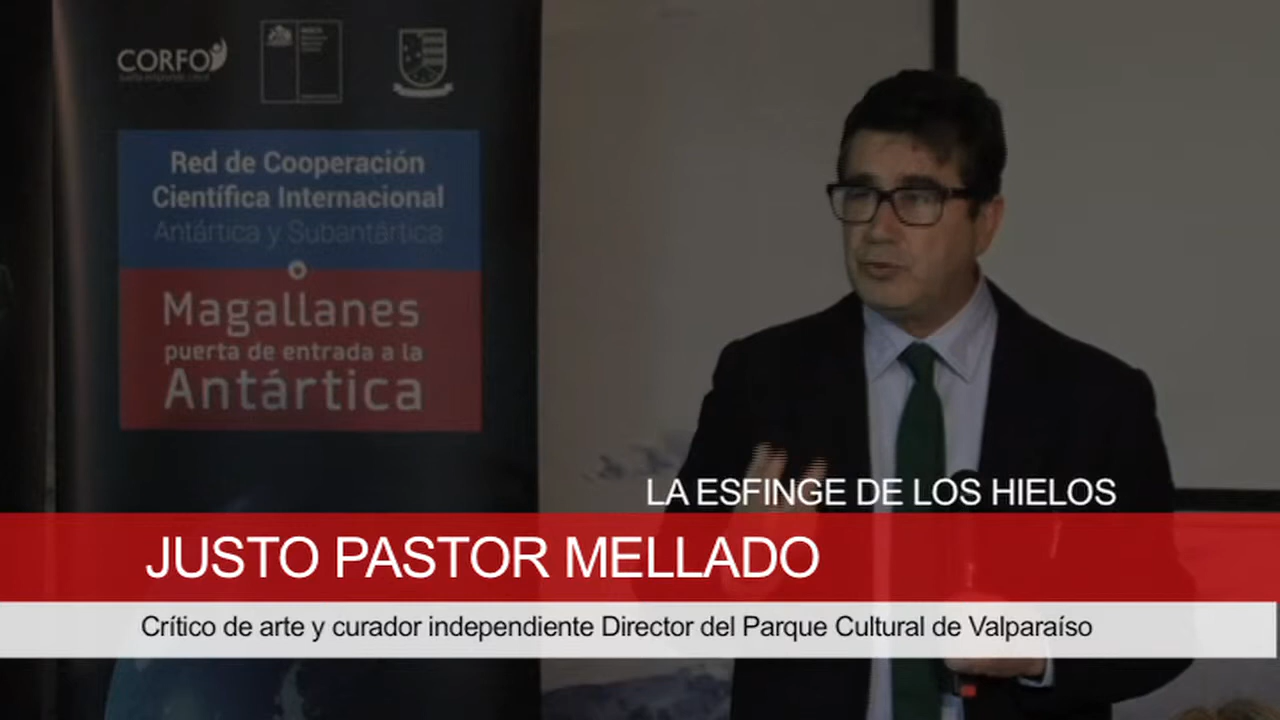 CORFO
Red de Cooperación
Científica Internacional
Antártica y Subantártica
Magallanes
puerta de entrada a la
Antártica
LA ESFINGE DE LOS HIELOS
JUSTO PASTOR MELLADO
Crítico de arte y curador independiente Director del Parque Cultural de Valparaíso